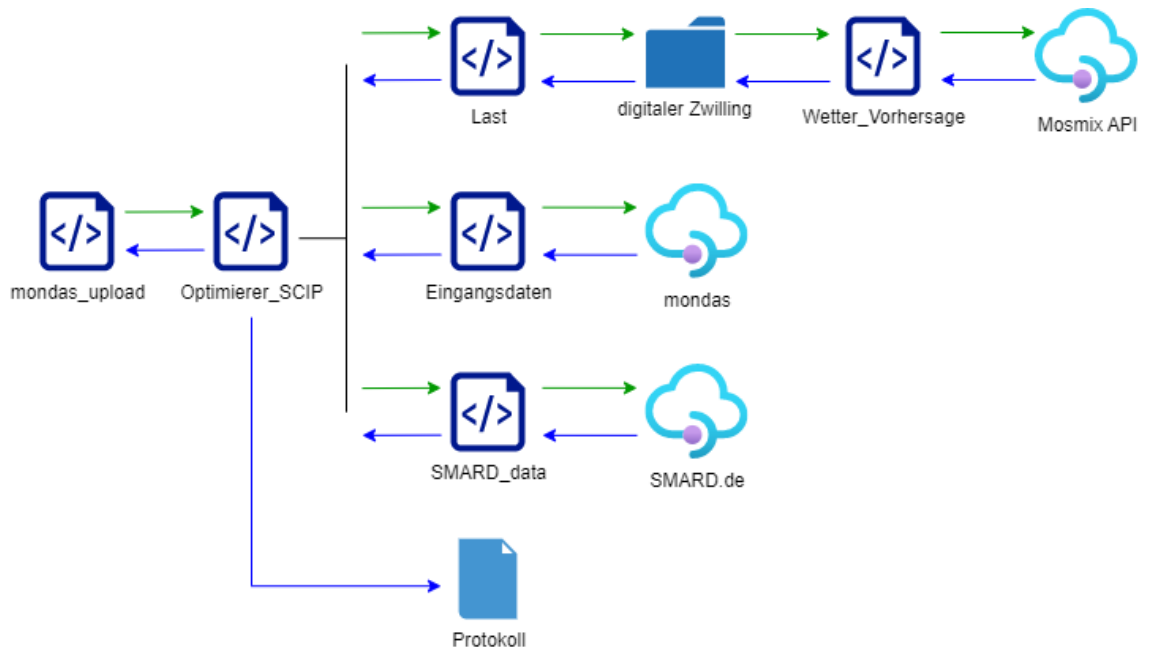 </>
Last
digitaler Zwilling
</>
Wetter_Vorhersage
Mosmix API
</>
mondas_upload
</>
Optimierer_SCIP
</>
Eingangsdaten
mondas
</>
SMARD_data
SMARD.de
Protokoll